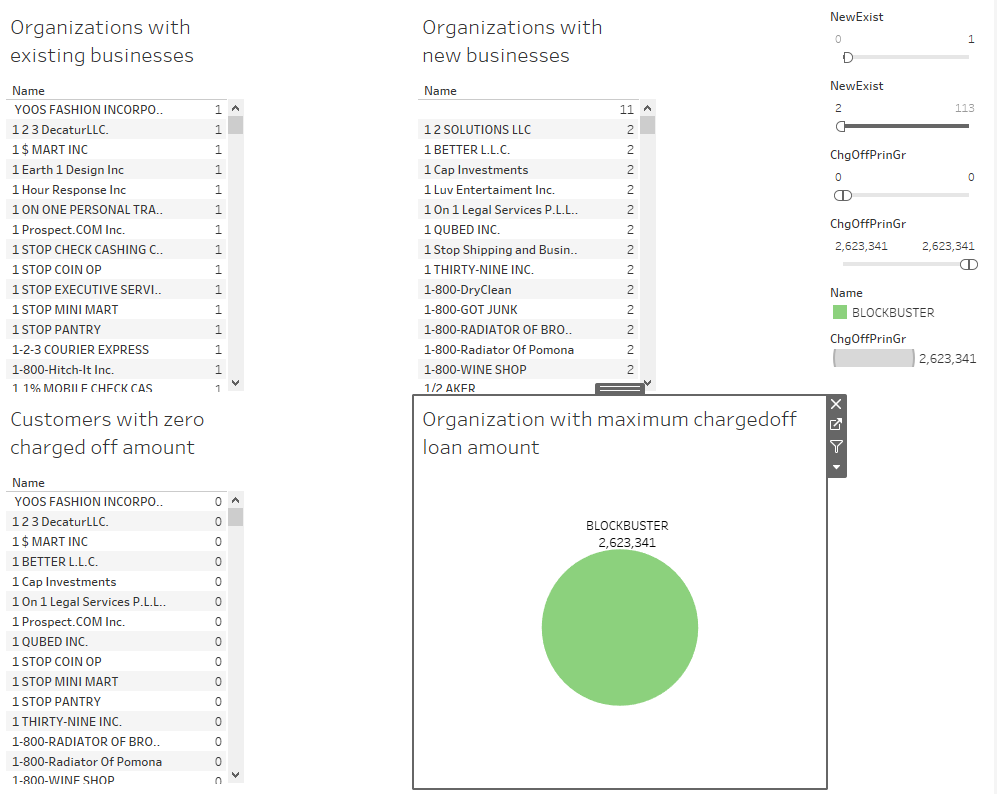 Organizations with
existing businesses
Name
YOOS FASHION INCORPO.. 1
1 2 3 DecaturLLC. 1
1 $ MART INC 1
1 Earth 1 Design Inc 1
1 Hour Response Inc 1
1 ON ONE PERSONAL TRA.. 1
1 Prospect.COM Inc. 1
1 STOP CHECK CASHING C.. 1
1 STOP COIN OP 1
1 STOP EXECUTIVE SERVI.. 1
1 STOP MINI MART 1
1 STOP PANTRY 1
1-2-3 COURIER EXPRESS 1
1-800-Hitch-It Inc. 1
1 1% MOBILE CHECK CAS 1
Organizations with
new businesses
Name
11
1 2 SOLUTIONS LLC 2
1 BETTER L.L.C. 2
1 Cap Investments 2
1 Luv Entertaiment Inc. 2
1 On 1 Legal Services P.L.L.. 2
1 QUBED INC. 2
1 Stop Shipping and Busin.. 2
1 THIRTY-NINE INC. 2
1-800-DryClean 2
1-800-GOT JUNK 2
1-800-RADIATOR OF BRO.. 2
1-800-Radiator Of Pomona 2
1-800-WINE SHOP 2
1/2 AKER
NewExist
0 1
NewExist
2 113
ChgOffPrinGr
0 0
ChgOffPrinGr
2,623,341 2,623,341
Name
BLOCKBUSTER
ChgOffPrinGr
2,623,341
Customers with zero
charged off amount
Name
YOOS FASHION INCORPO.. 0
1 2 3 DecaturLLC. 0
1 $ MART INC 0
1 BETTER L.L.C. 0
1 Cap Investments 0
1 On 1 Legal Services P.L.L.. 0
1 Prospect.COM Inc. 0
1 QUBED INC. 0
1 STOP COIN OP 0
1 STOP MINI MART 0
1 STOP PANTRY 0
1 THIRTY-NINE INC. 0
1-800-RADIATOR OF BRO.. 0
1-800-Radiator Of Pomona 0
1-800-WINE SHOP 0
Organization with maximum chargedoff
loan amount
BLOCKBUSTER
2,623,341